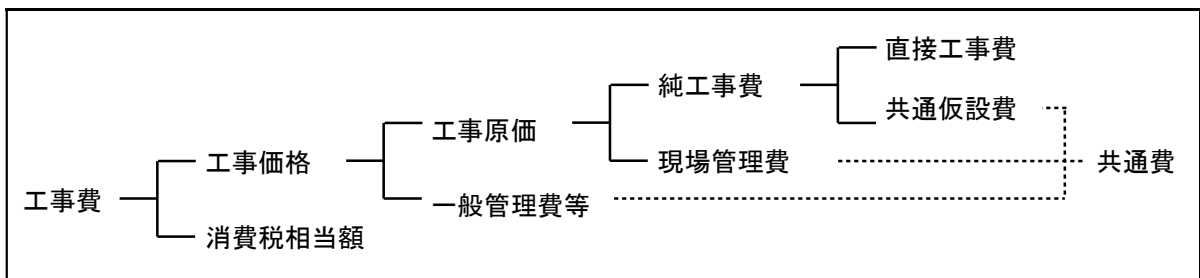 直接工事費
純工事費
共通仮設費
工事原価
工事価格
現場管理費
共通費
工事費
一般管理費等
消費税相当額